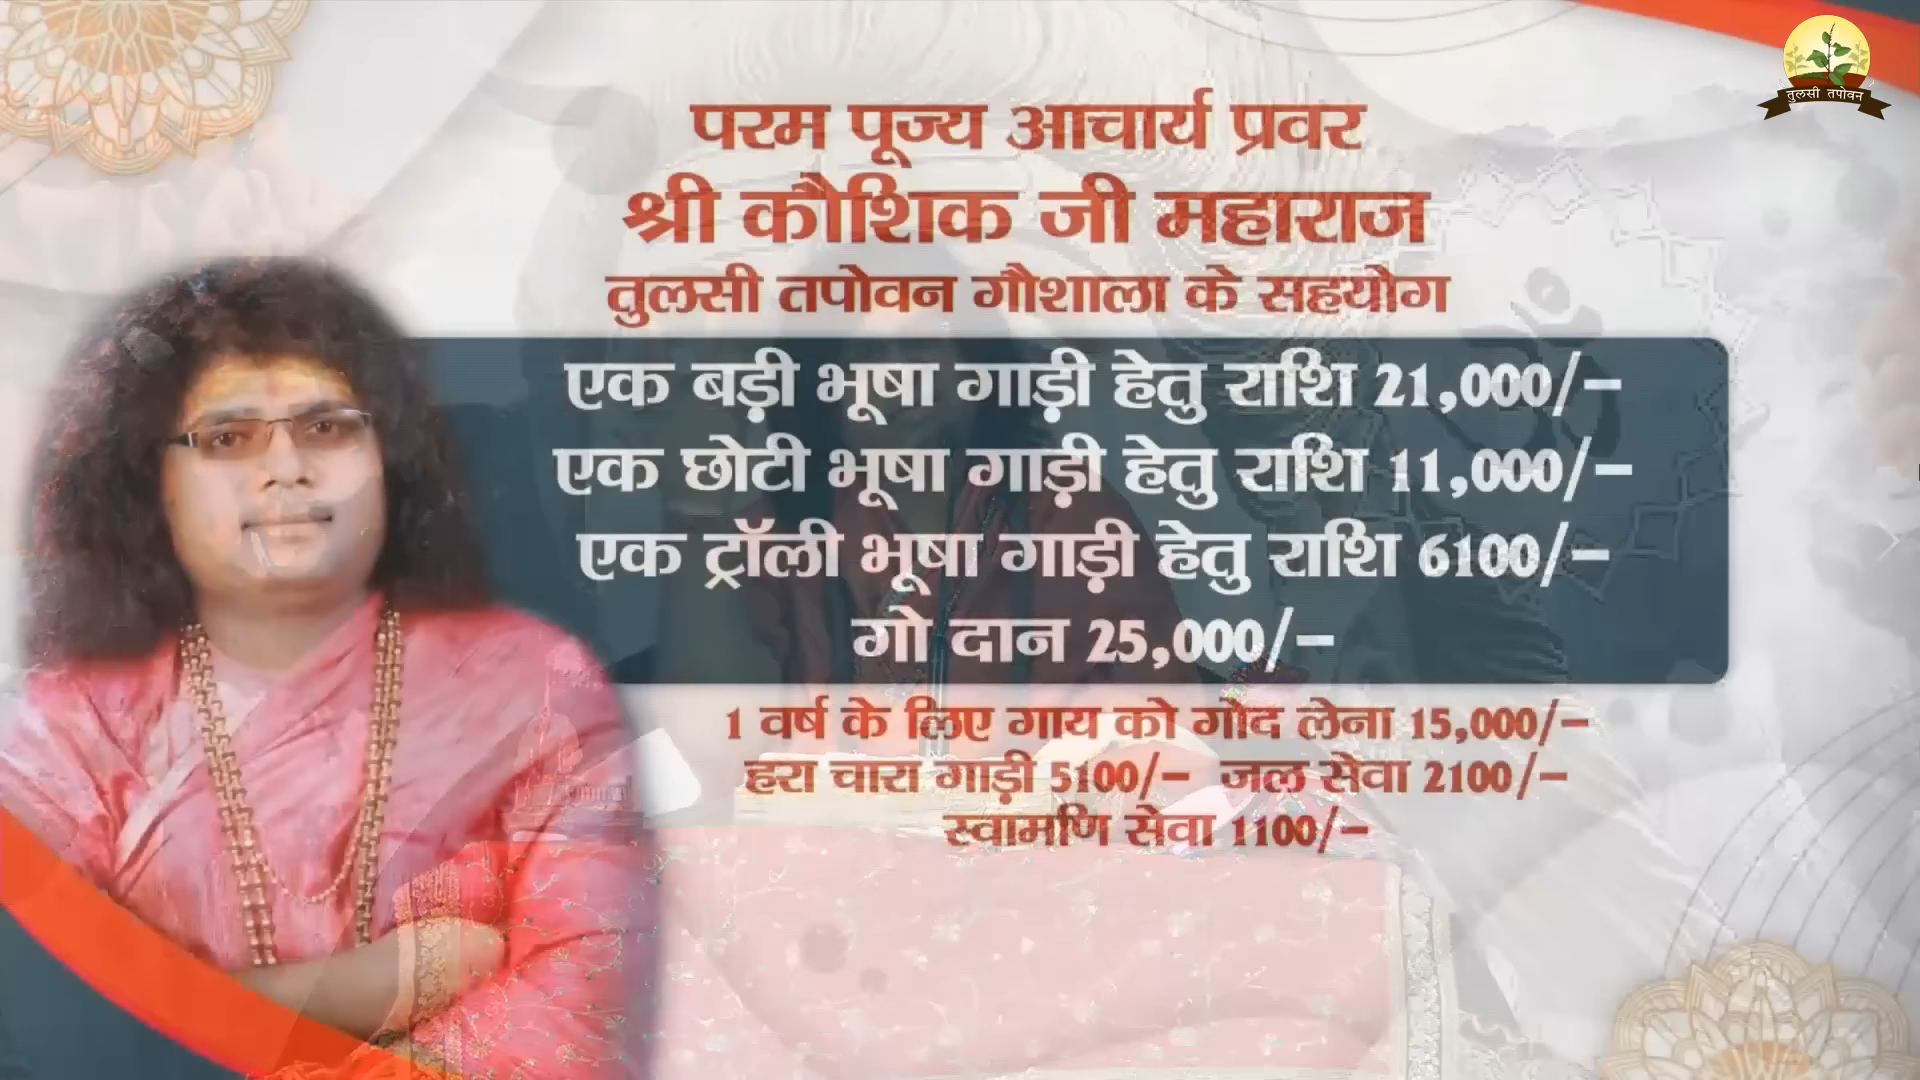 तुलसी तपोवन
परम पूज्य आचार्य प्रवर
श्री कौशिक जी महाराज
तुलसी तपोवन गौशाला के सहयोग
एक बड़ी भूषा गाड़ी हेतु राशि 21,000/-
एक छोटी भूषा गाड़ी हेतु राशि 11,000/-
एक ट्रॉली भूषा गाड़ी हेतु राशि 6100/-
गो दान 25,000/-
1 वर्ष के लिए गाय को गोद लेना 15,000/-
हरा चारा गाड़ी 5100/- जल सेवा 2100/-
स्वामणि सेवा 1100/-